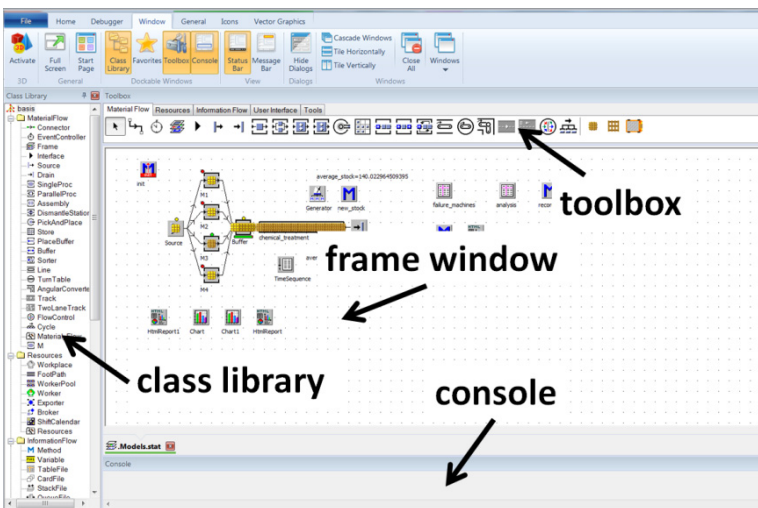 File Home Debugger Window General Icons Vector Graphics
3D
Activate
Full Screen
Start Page
Class Library
Favorites
Toolbox
Console
Status Bar
Message Bar
Hide Dialogs
Cascade Windows
Tile Horizontally
Tile Vertically
Close All
Windows
3D General Dockable Windows View Dialogs Windows
Class Library
Toolbox
Material Flow Resources Information Flow User Interface Tools
basis
MaterialFlow
Connector
EventController
Frame
Interface
Source
Drain
SingleProc
ParallelProc
Assembly
DismantleStation
PickAndPlace
Store
PlaceBuffer
Buffer
Sorter
Line
TurnTable
AngularConverte
Track
TwoLaneTrack
FlowControl
Cycle
M
Resources
Workplace
FootPath
WorkerPool
Worker
Exporter
Broker
ShiftCalendar
Resources
InformationFlow
Method
Variable
TableFile
CardFile
StackFile
init
M1
M2
M3
M4
Source
Buffer
chemical_treatment
average_stock=140.022964509395
Generator new_stock
failure_machines analysis recor
aver
TimeSequence
HtmlReport1 Chart Chart1 HtmlReport
toolbox
frame window
class library
console
.Models.stat
Console